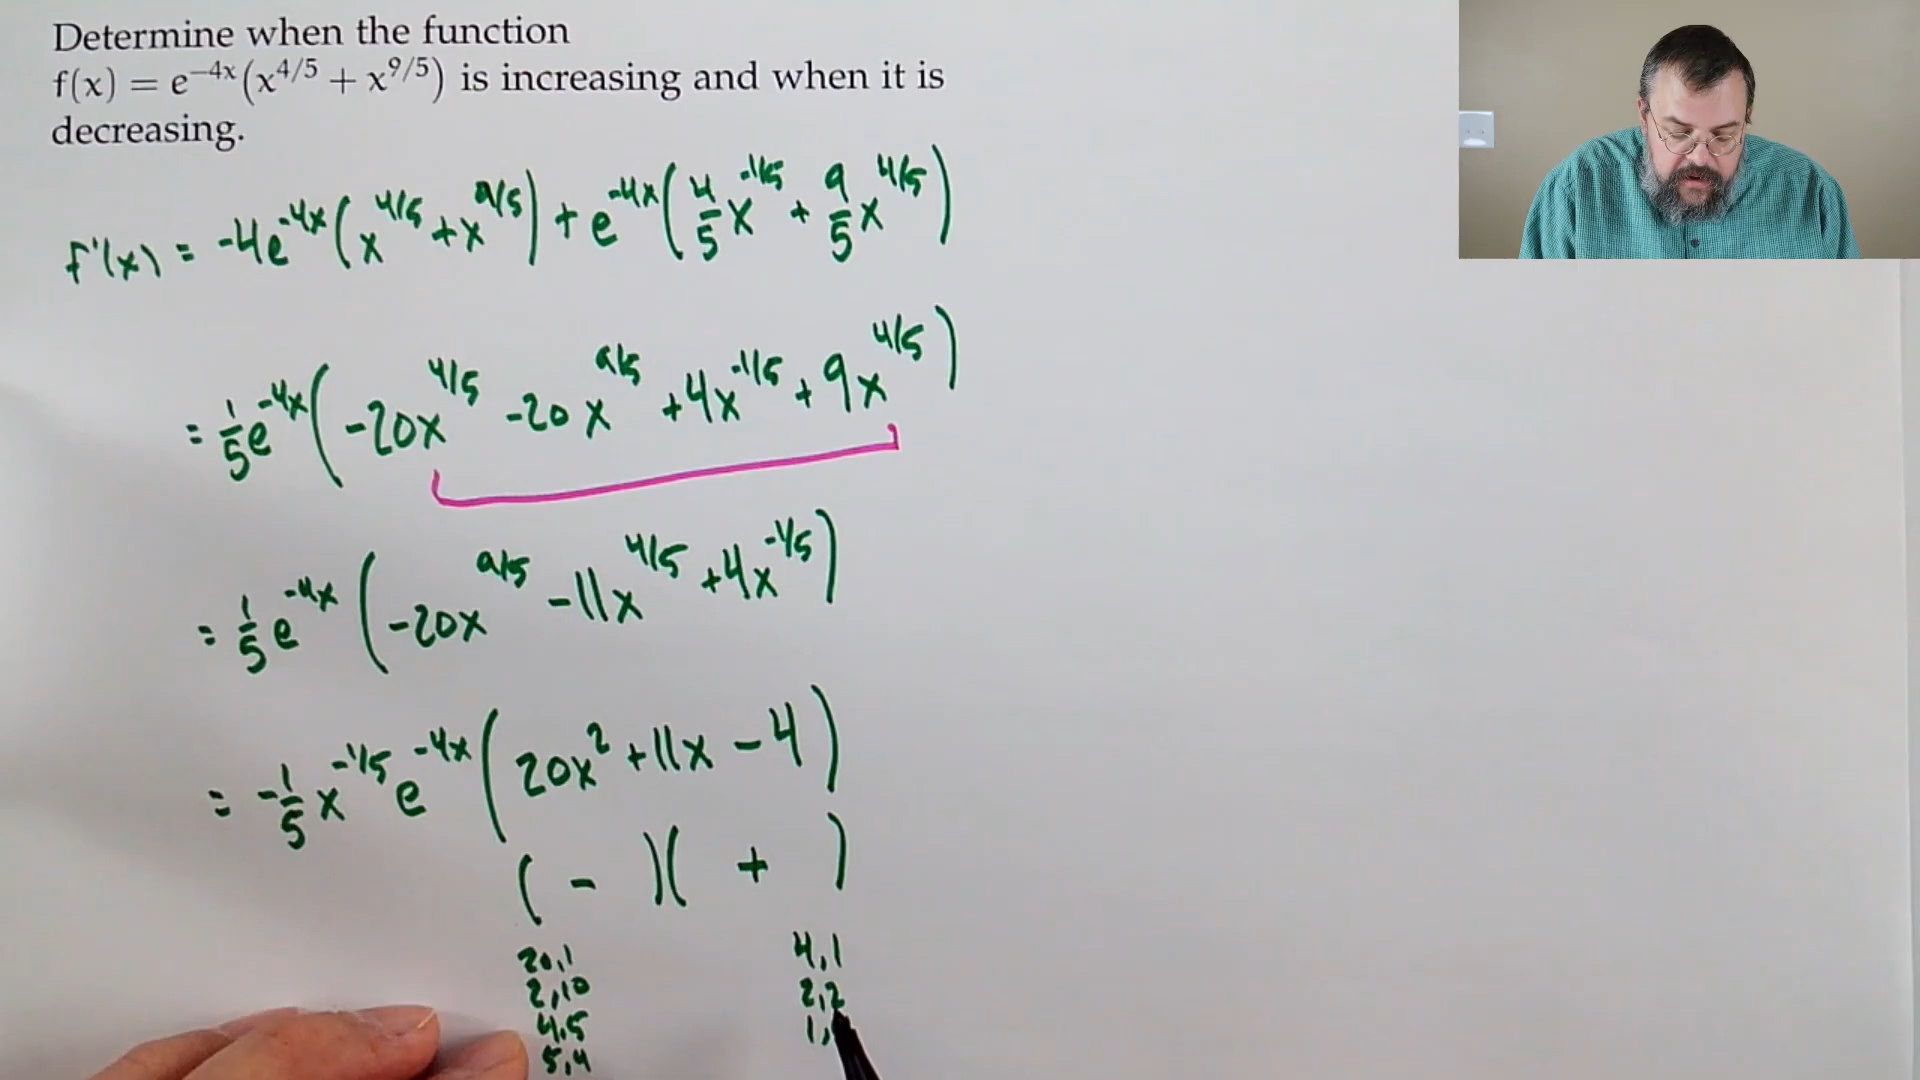 Determine when the function
f(x) = e^{-4x}(x^{4/5} + x^{9/5}) is increasing and when it is
decreasing.
f'(x) = -4e^{-4x}(x^{4/5} + x^{9/5}) + e^{-4x}(4/5 x^{-1/5} + 9/5 x^{4/5})
= 1/5 e^{-4x}(-20x^{4/5} - 20x^{9/5} + 4x^{-1/5} + 9x^{4/5})
= 1/5 e^{-4x}(-20x^{9/5} - 11x^{4/5} + 4x^{-1/5})
= -1/5 x^{-1/5} e^{-4x}(20x^2 + 11x - 4)
( - )( + )
20,1 4,1
2,10 2,2
4,5 1,
5,4